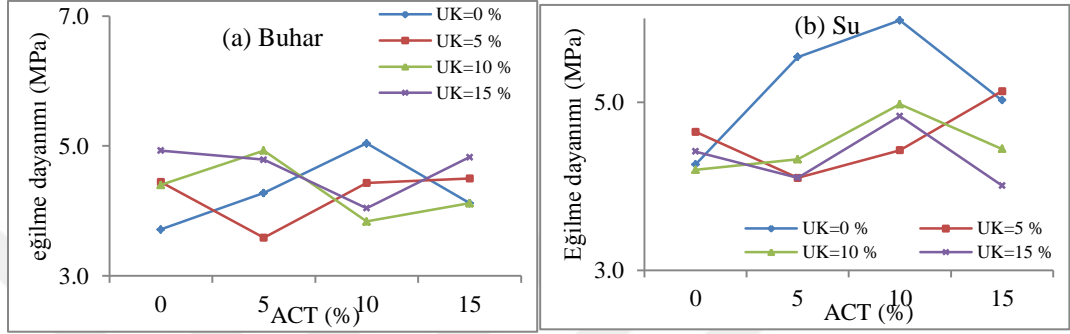 7.0
(a) Buhar
UK=0 %
UK=5 %
UK=10 %
UK=15 %
eğilme dayanımı (MPa)
5.0
3.0
0 5 10 15
ACT (%)
(b) Su
Eğilme dayanımı (MPa)
5.0
UK=0 % UK=5 %
UK=10 % UK=15 %
3.0
0 5 10 15
ACT (%)